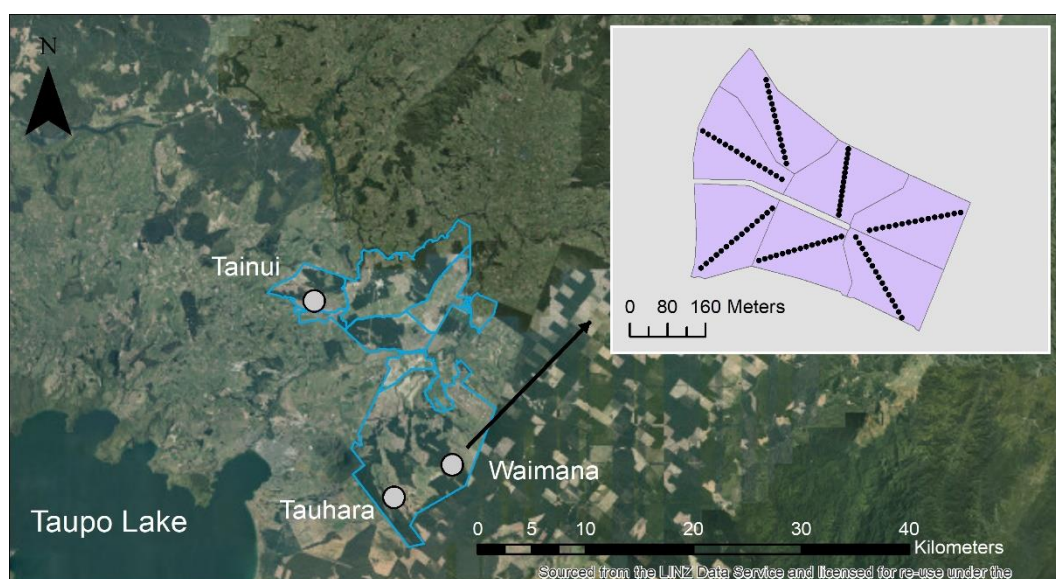 N
Tainui
0 80 160 Meters
Waimana
Tauhara
Taupo Lake
0 10 20 30 40
Kilometers
Sourced from the LINZ Data Service and licensed for re-use under the